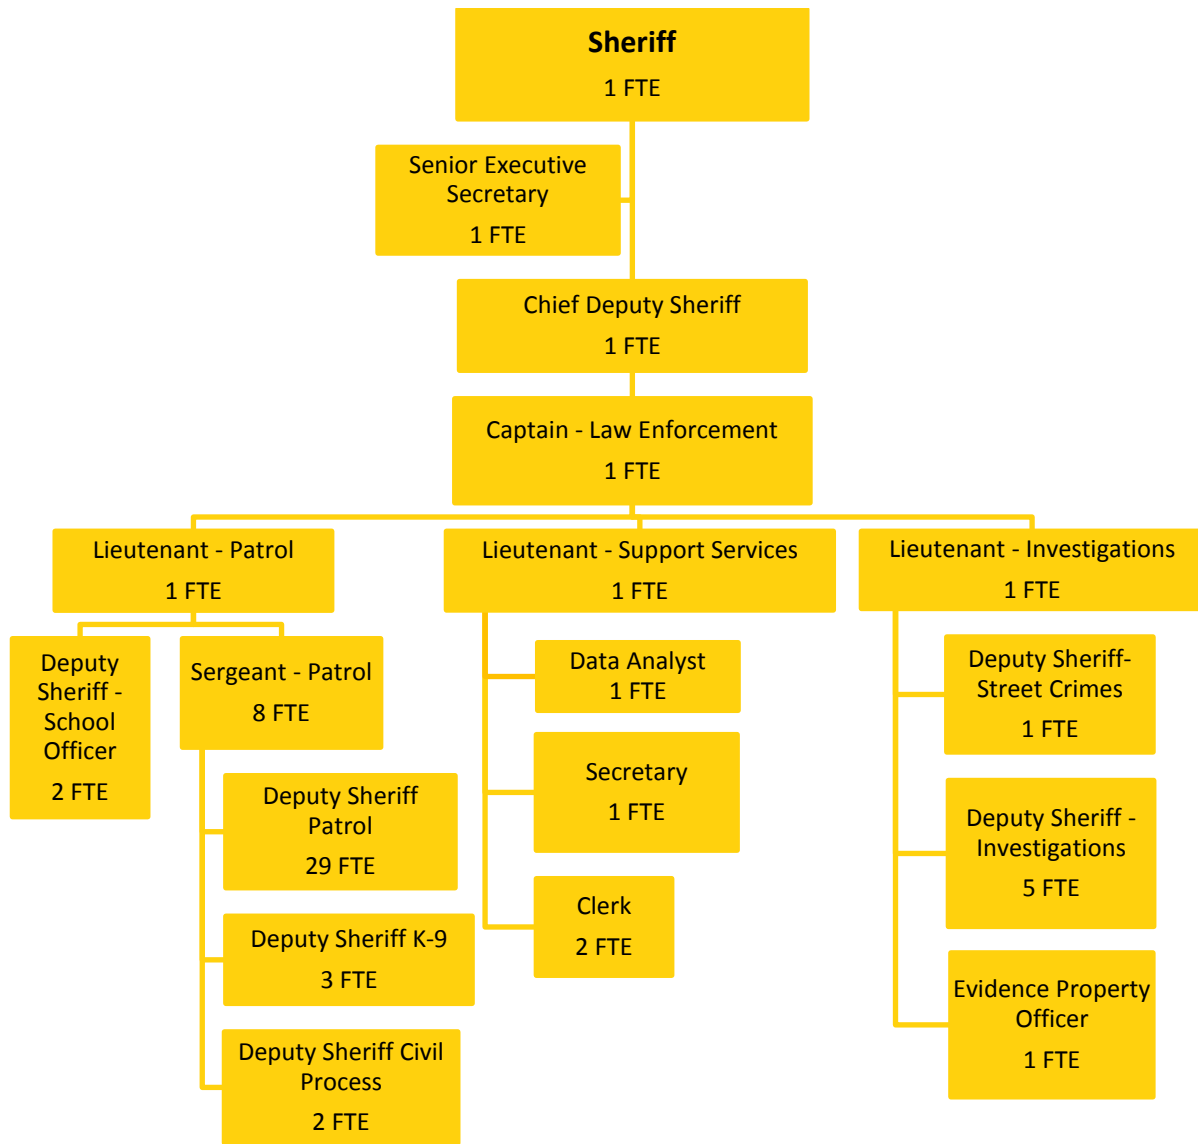 Sheriff
1 FTE
Senior Executive
Secretary
1 FTE
Chief Deputy Sheriff
1 FTE
Captain - Law Enforcement
1 FTE
Lieutenant - Patrol
1 FTE
Lieutenant - Support Services
1 FTE
Lieutenant - Investigations
1 FTE
Deputy
Sheriff -
School
Officer
2 FTE
Sergeant - Patrol
8 FTE
Deputy Sheriff
Patrol
29 FTE
Deputy Sheriff K-9
3 FTE
Deputy Sheriff Civil
Process
2 FTE
Data Analyst
1 FTE
Secretary
1 FTE
Clerk
2 FTE
Deputy Sheriff-
Street Crimes
1 FTE
Deputy Sheriff -
Investigations
5 FTE
Evidence Property
Officer
1 FTE